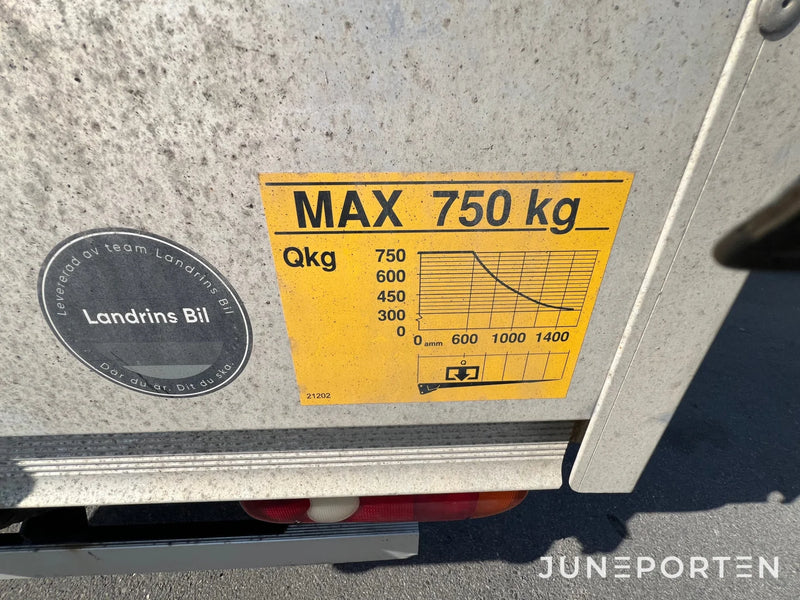 MAX 750 kg
Qkg
750
600
450
300
0
0 amm 600 1000 1400
Q
21202
Levererad av team Landrins Bil
Landrins Bil
Där du är. Dit du ska.
JUNEPORTEN